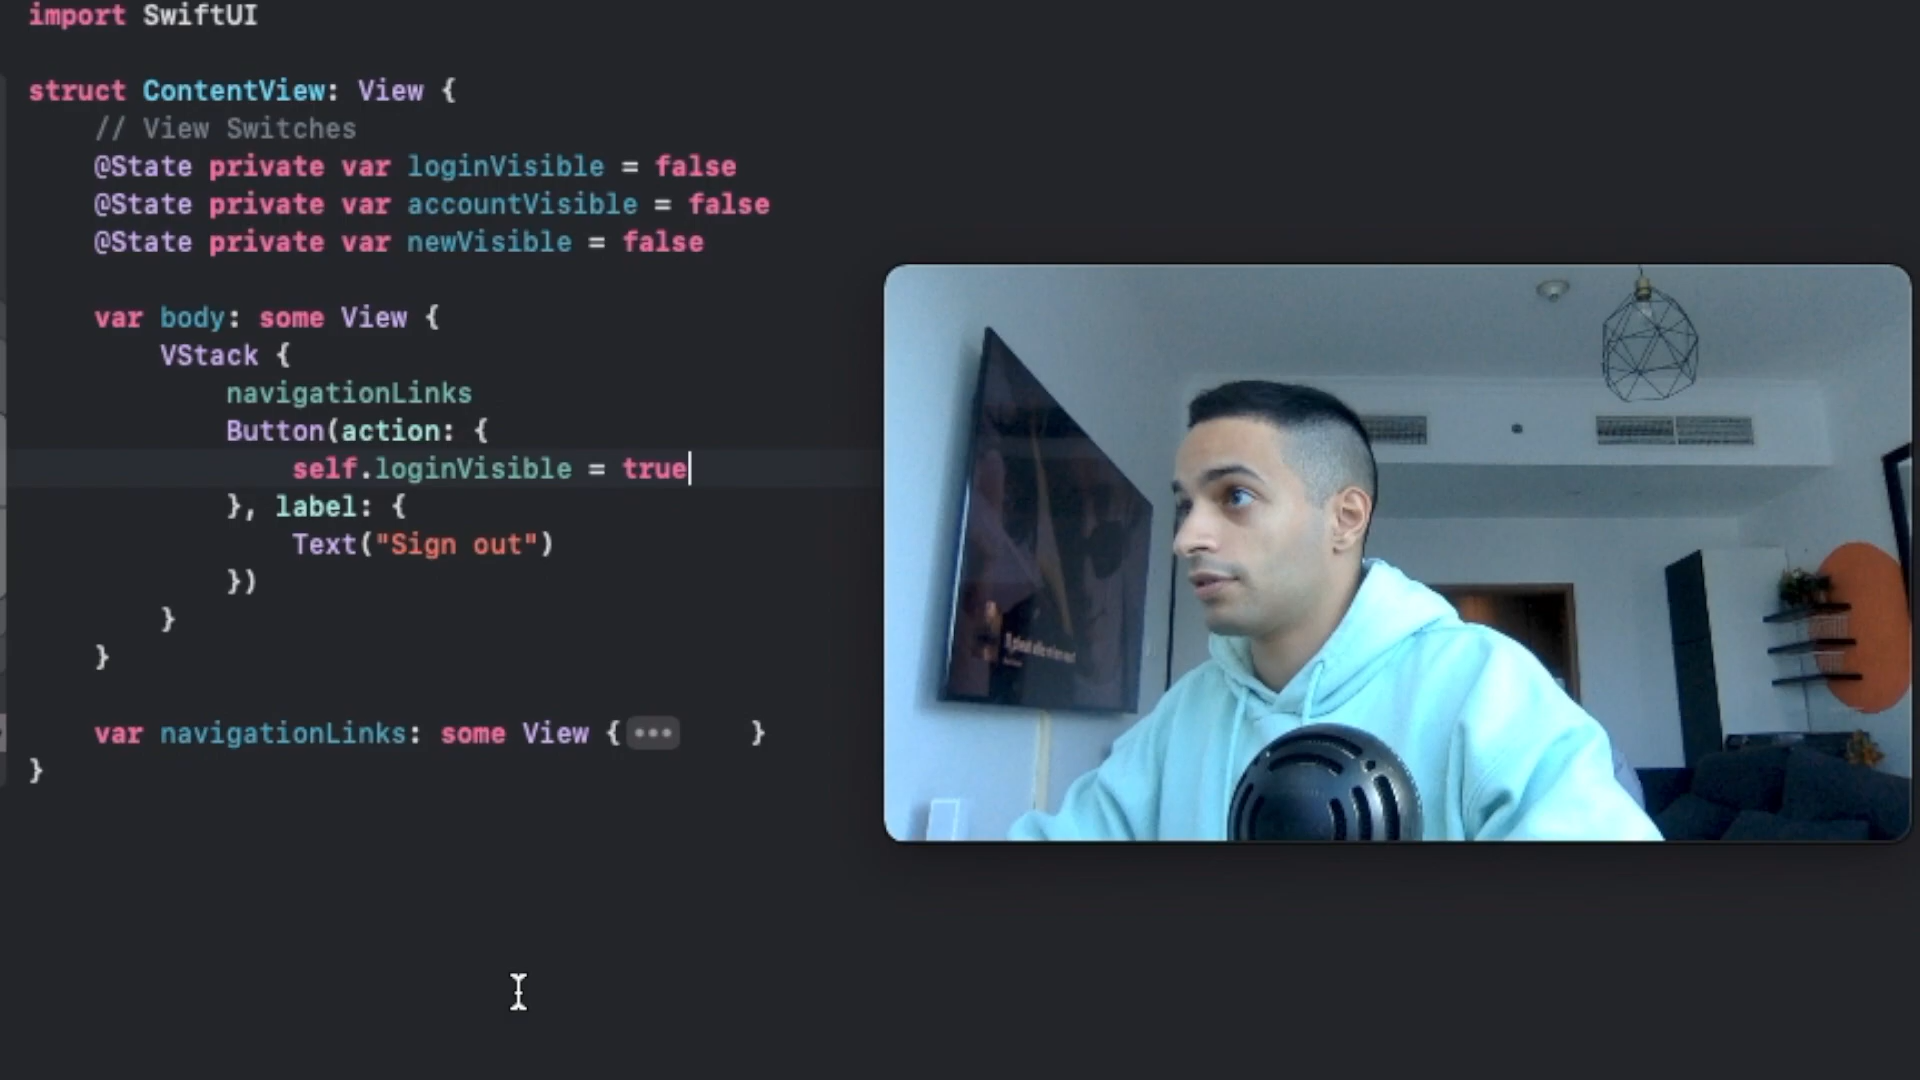 import SwiftUI
struct ContentView: View {
// View Switches
@State private var loginVisible = false
@State private var accountVisible = false
@State private var newVisible = false
var body: some View {
VStack {
navigationLinks
Button(action: {
self.loginVisible = true
}, label: {
Text("Sign out")
})
}
}
var navigationLinks: some View {••• }
}